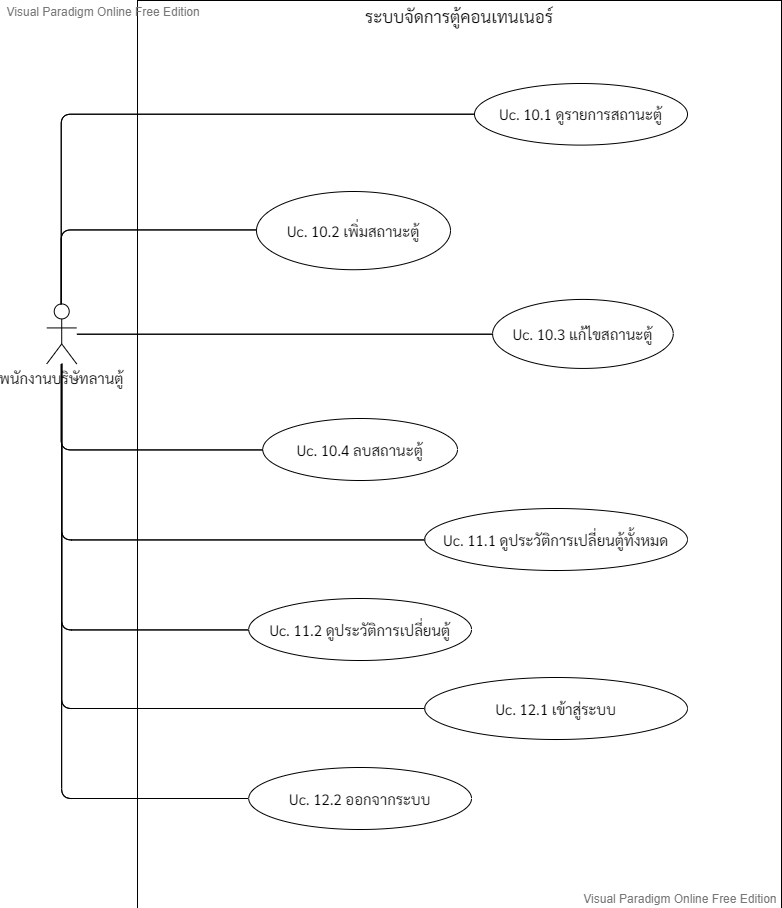 Visual Paradigm Online Free Edition
ระบบจัดการตู้คอนเทนเนอร์
Uc. 10.1 ดูรายการสถานะตู้
Uc. 10.2 เพิ่มสถานะตู้
Uc. 10.3 แก้ไขสถานะตู้
พนักงานบริษัทลานตู้
Uc. 10.4 ลบสถานะตู้
Uc. 11.1 ดูประวัติการเปลี่ยนตู้ทั้งหมด
Uc. 11.2 ดูประวัติการเปลี่ยนตู้
Uc. 12.1 เข้าสู่ระบบ
Uc. 12.2 ออกจากระบบ
Visual Paradigm Online Free Edition